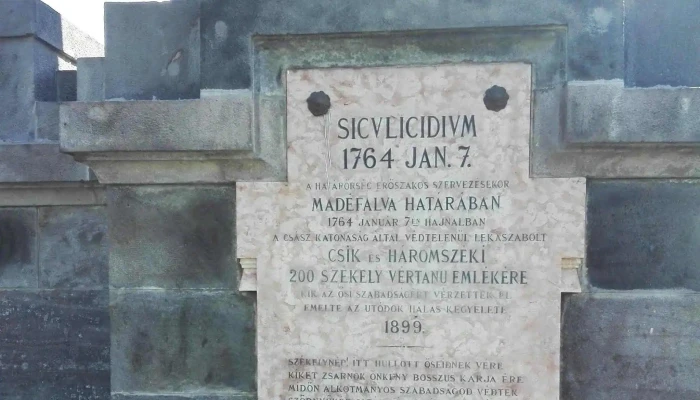 SICVLICIDIVM
1764 JAN. 7.
A HATÁRŐRSÉG ERŐSZAKOS SZERVEZÉSEKOR
MADÉFALVA HATÁRÁBAN
1764 JANUÁR 7ÉN HAJNALBAN
A CSÁSZ. KATONASÁG ÁLTAL VÉDTELENÜL LEKASZABOLT
CSÍK ÉS HÁROMSZÉKI
200 SZÉKELY VÉRTANÚ EMLÉKÉRE
KIK AZ ŐSI SZABADSÁGÉRT VÉRZETTEK EL
EMELTE AZ UTÓDOK HÁLÁS KEGYELETE
1899.
SZÉKELYNÉP! ITT HULLOTT ŐSEIDNEK VÉRE
KIKET ZSARNOK ÖNKÉNY BOSSZÚS KARJA ÉRE
MIDŐN ALKOTMÁNYOS SZABADSÁGOD VÉDTÉK